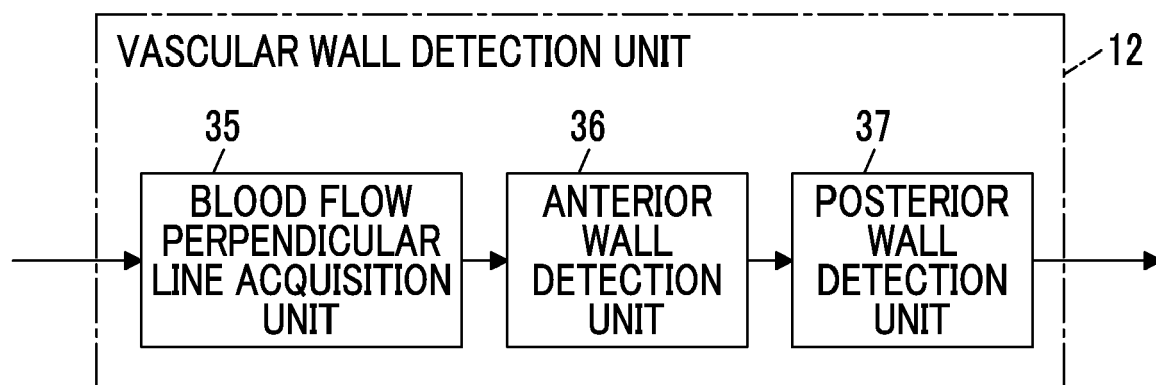 VASCULAR WALL DETECTION UNIT
12
35
36
37
BLOOD FLOW
PERPENDICULAR
LINE ACQUISITION
UNIT
ANTERIOR
WALL
DETECTION
UNIT
POSTERIOR
WALL
DETECTION
UNIT